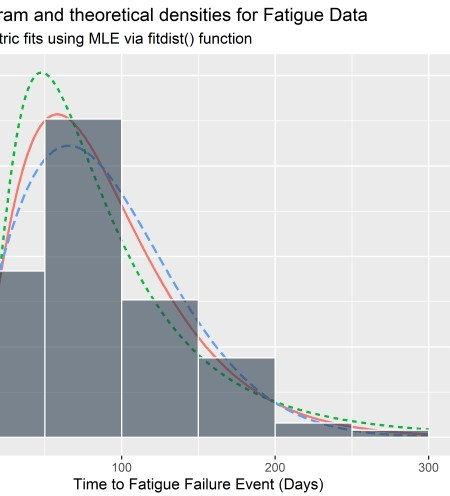 ram and theoretical densities for Fatigue Data
tric fits using MLE via fitdist() function
100 200 300
Time to Fatigue Failure Event (Days)